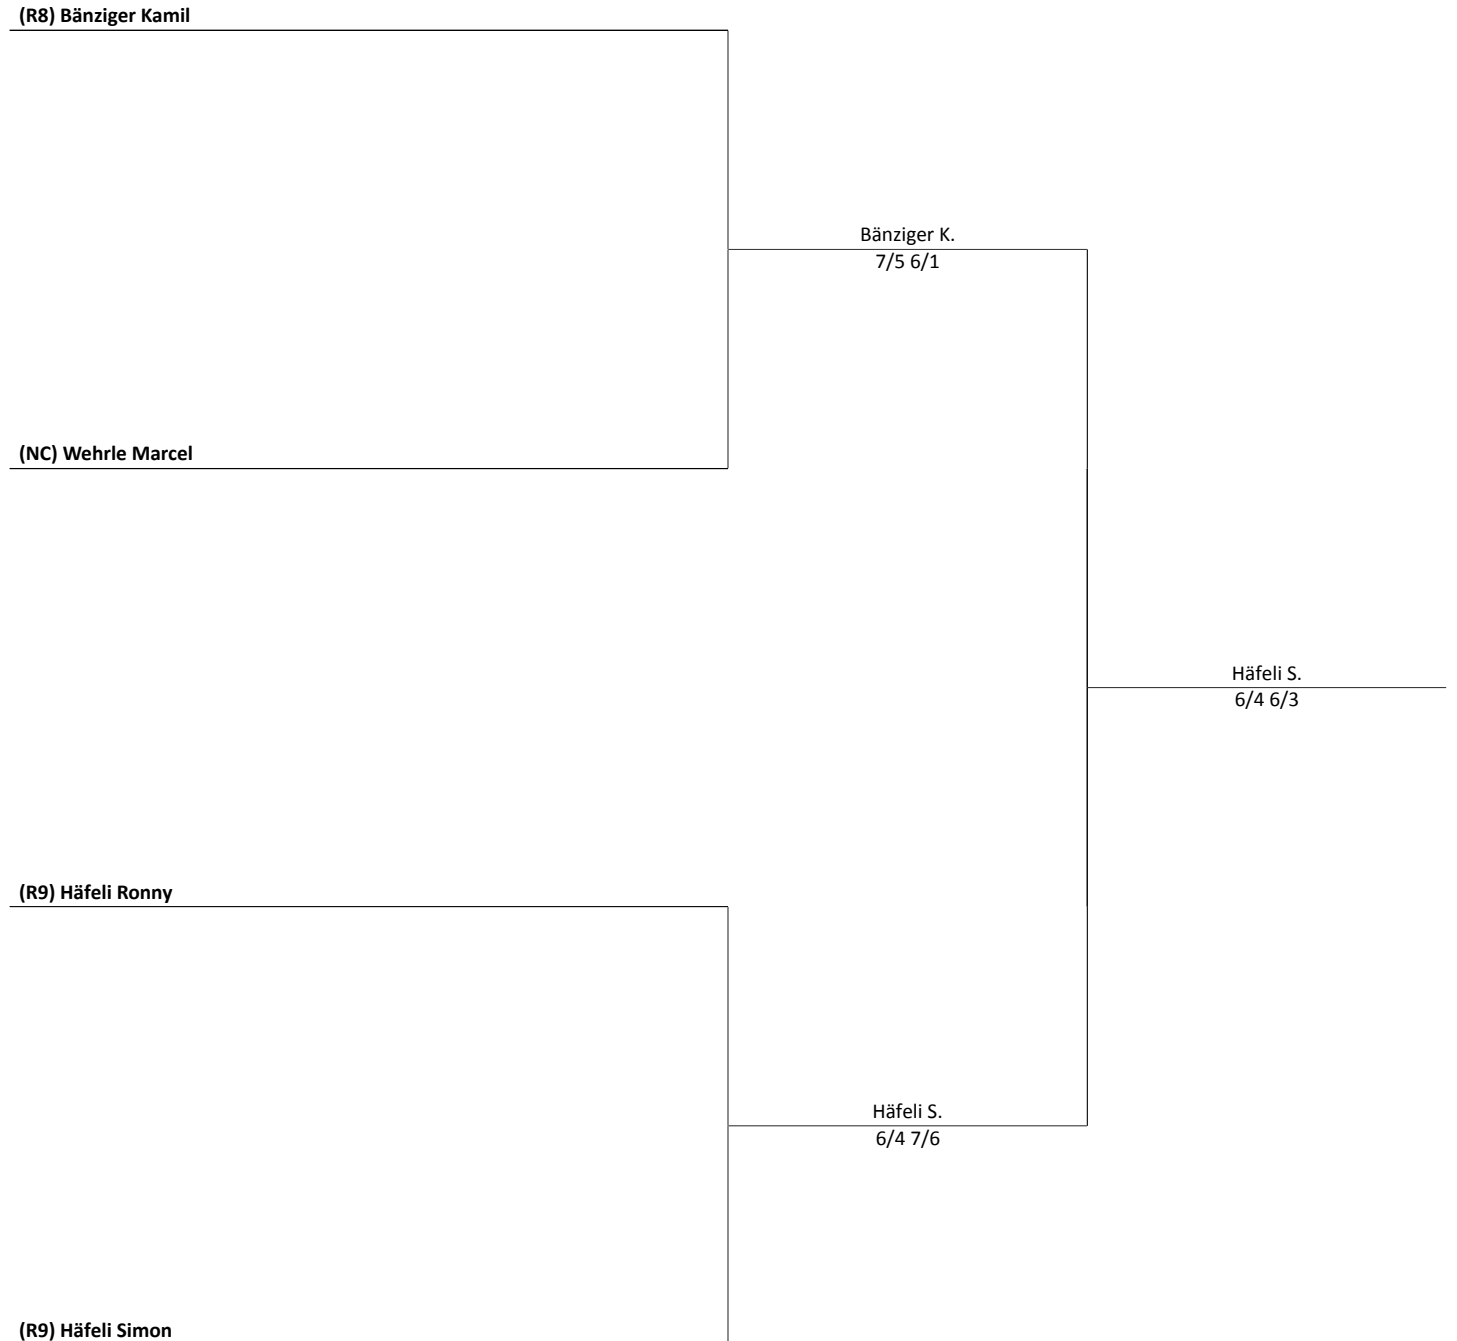 (R8) Bänziger Kamil
Bänziger K.
7/5 6/1
(NC) Wehrle Marcel
Häfeli S.
6/4 6/3
(R9) Häfeli Ronny
Häfeli S.
6/4 7/6
(R9) Häfeli Simon